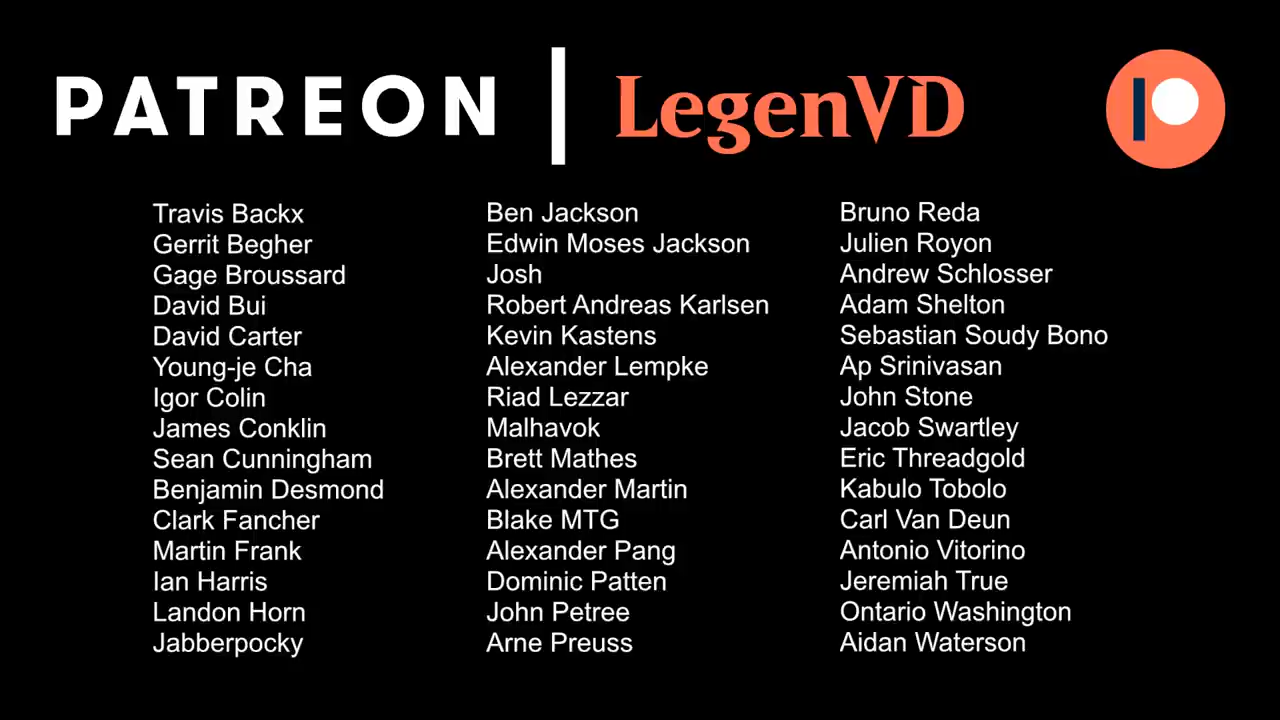 PATREON | LegenVD
Travis Backx
Gerrit Begher
Gage Broussard
David Bui
David Carter
Young-je Cha
Igor Colin
James Conklin
Sean Cunningham
Benjamin Desmond
Clark Fancher
Martin Frank
Ian Harris
Landon Horn
Jabberpocky
Ben Jackson
Edwin Moses Jackson
Josh
Robert Andreas Karlsen
Kevin Kastens
Alexander Lempke
Riad Lezzar
Malhavok
Brett Mathes
Alexander Martin
Blake MTG
Alexander Pang
Dominic Patten
John Petree
Arne Preuss
Bruno Reda
Julien Royon
Andrew Schlosser
Adam Shelton
Sebastian Soudy Bono
Ap Srinivasan
John Stone
Jacob Swartley
Eric Threadgold
Kabulo Tobolo
Carl Van Deun
Antonio Vitorino
Jeremiah True
Ontario Washington
Aidan Waterson